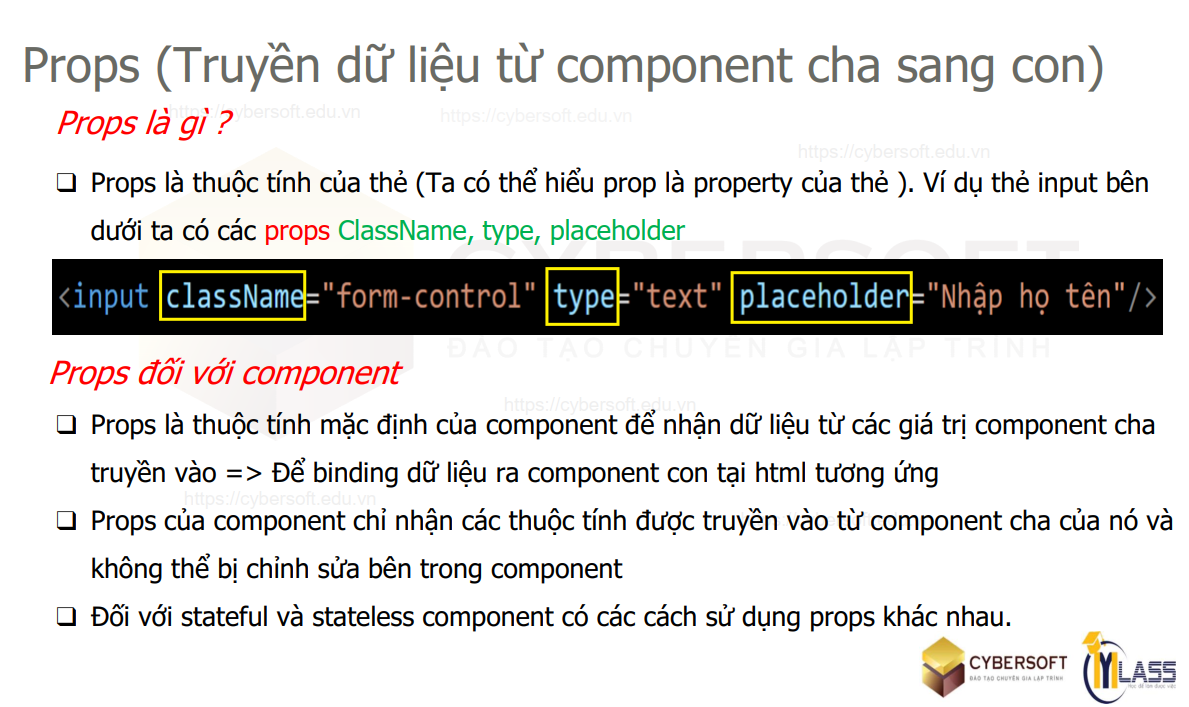 Props (Truyền dữ liệu từ component cha sang con)
https://cybersoft.edu.vn
https://cybersoft.edu.vn
Props là gì ?
https://cybersoft.edu.vn
❑ Props là thuộc tính của thẻ (Ta có thể hiểu prop là property của thẻ ). Ví dụ thẻ input bên
dưới ta có các props ClassName, type, placeholder
CYBERSOFT
<input className="form-control" type="text" placeholder="Nhập họ tên"/>
ĐÀO TẠO CHUYÊN GIA LẬP TRÌNH
Props đối với component
https://cybersoft.edu.vn
❑ Props là thuộc tính mặc định của component để nhận dữ liệu từ các giá trị component cha
truyền vào => Để binding dữ liệu ra component con tại html tương ứng
https://cybersoft.edu.vn
❑ Props của component chỉ nhận các thuộc tính được truyền vào từ component cha của nó và
không thể bị chỉnh sửa bên trong component
❑ Đối với stateful và stateless component có các cách sử dụng props khác nhau.
CYBERSOFT
ĐÀO TẠO CHUYÊN GIA LẬP TRÌNH
MYCLASS
Học để làm được việc